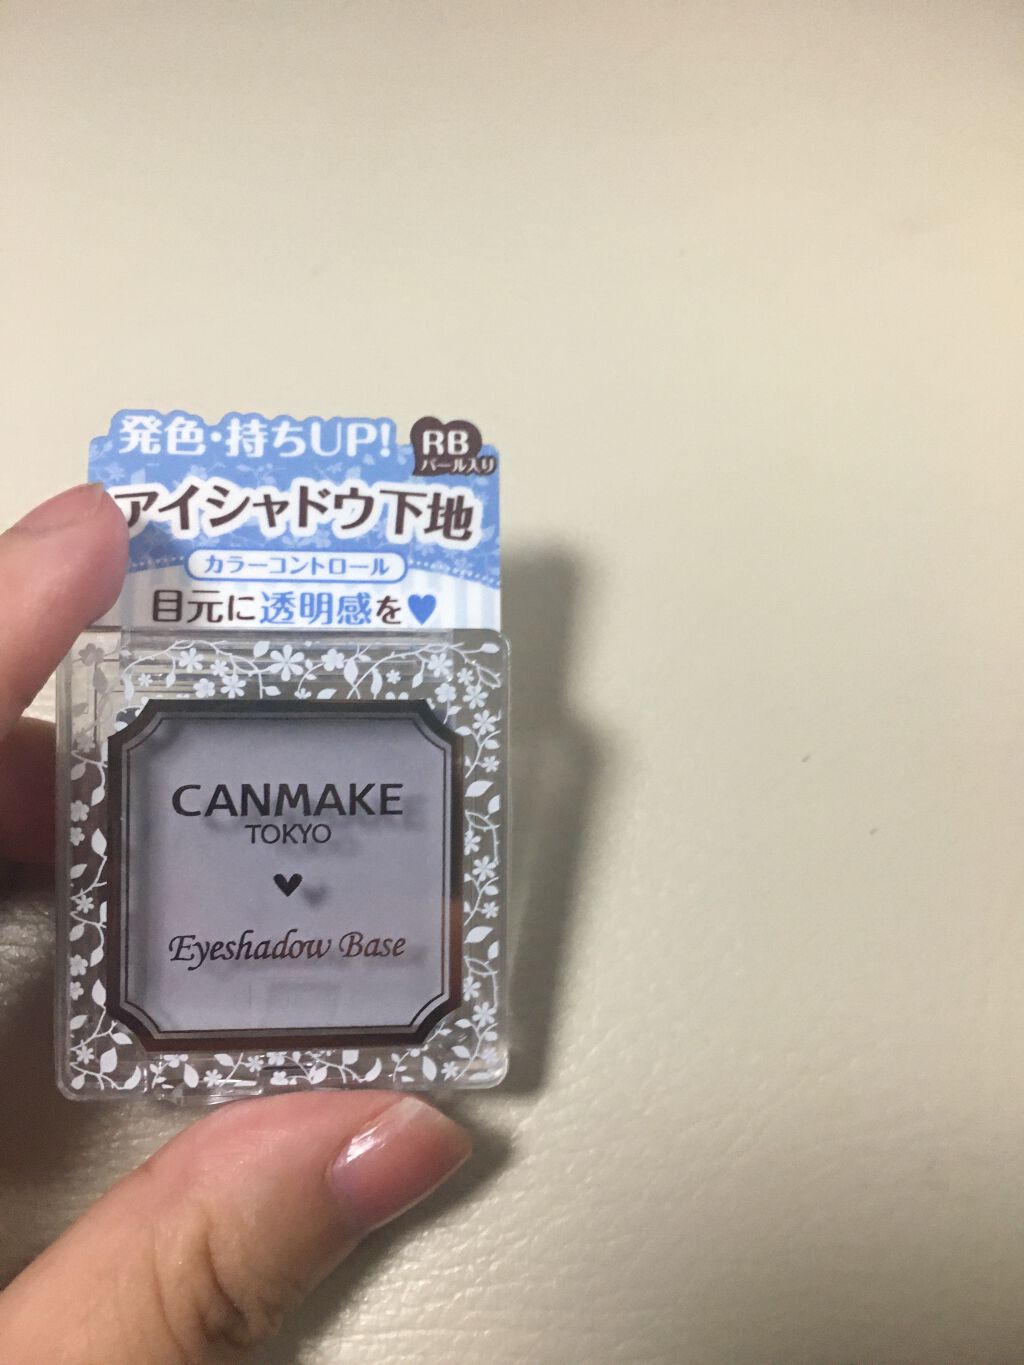 発色・持ちUP!
RB
パール入り
アイシャドウ下地
カラーコントロール
目元に透明感を♥
CANMAKE
TOKYO
Eyeshadow Base